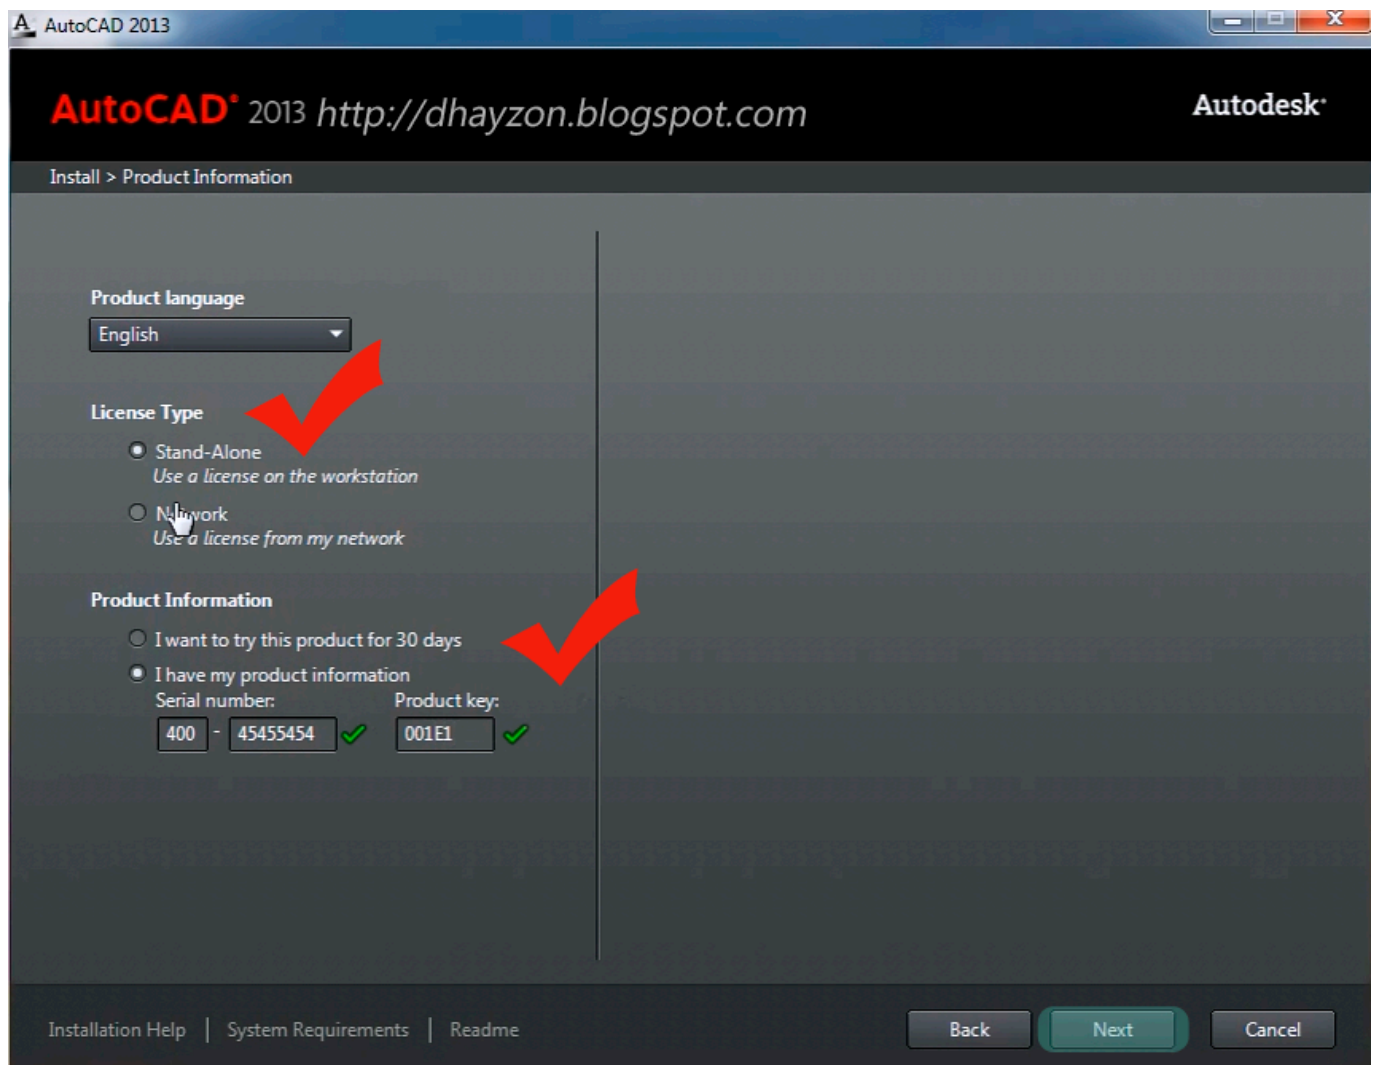 AutoCAD 2013
AutoCAD® 2013 http://dhayzon.blogspot.com
Autodesk®
Install > Product Information
Product language
English
License Type
Stand-Alone
Use a license on the workstation
Network
Use a license from my network
Product Information
I want to try this product for 30 days
I have my product information
Serial number: Product key:
400 - 45455454 001E1
Installation Help | System Requirements | Readme
Back Next Cancel